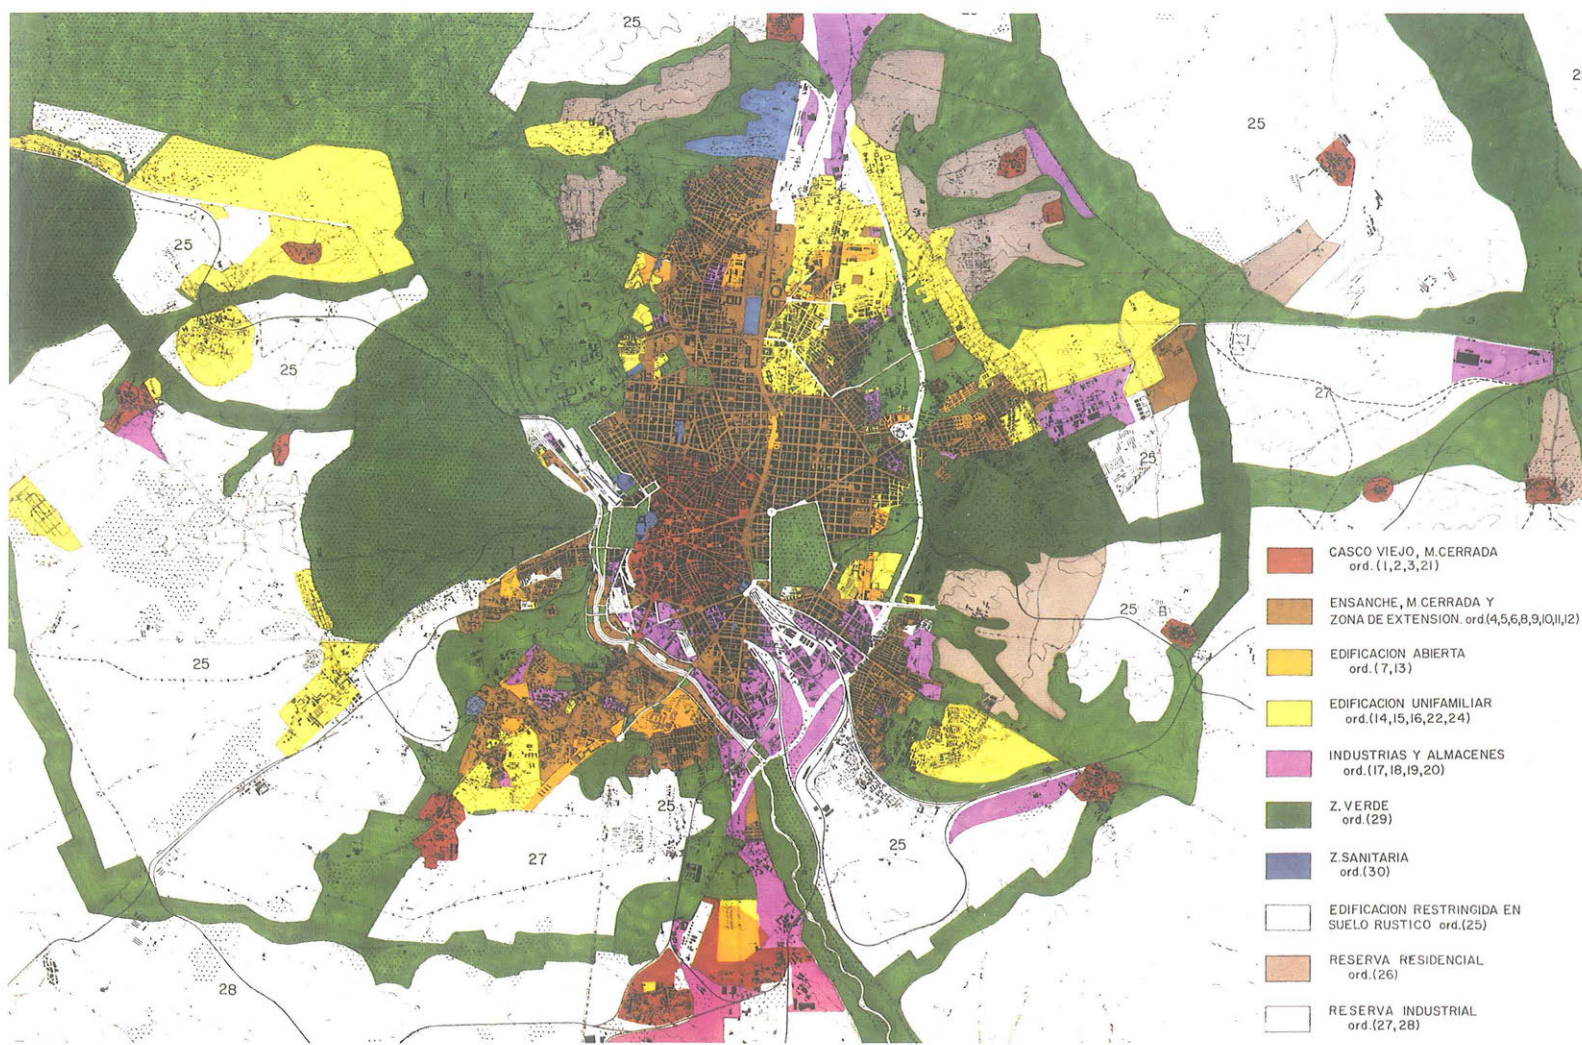 25
25
25
25
27
25
25
25
25
25
27
25
28
CASCO VIEJO, M.CERRADA
ord. (1,2,3,21)
ENSANCHE, M.CERRADA Y
ZONA DE EXTENSION. ord.(4,5,6,8,9,10,11,12)
EDIFICACION ABIERTA
ord.(7,13)
EDIFICACION UNIFAMILIAR
ord.(14,15,16,22,24)
INDUSTRIAS Y ALMACENES
ord.(17,18,19,20)
Z. VERDE
ord.(29)
Z.SANITARIA
ord.(30)
EDIFICACION RESTRINGIDA EN
SUELO RUSTICO ord.(25)
RESERVA RESIDENCIAL
ord.(26)
RESERVA INDUSTRIAL
ord.(27,28)